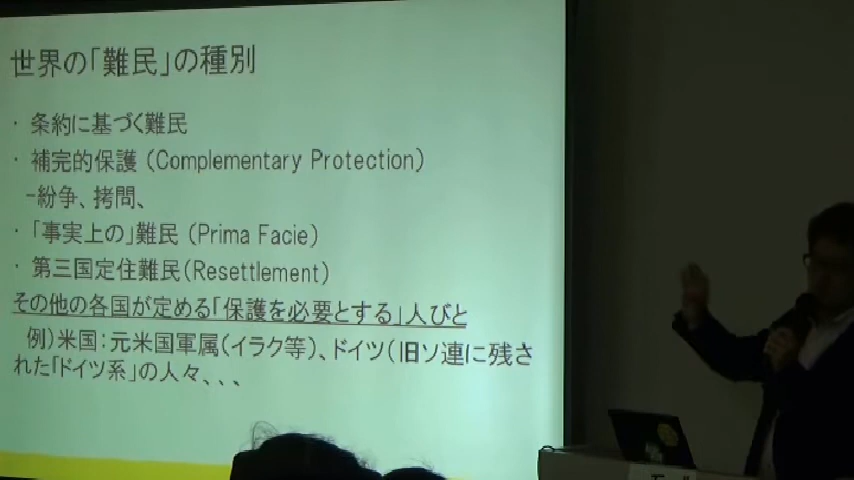 世界の「難民」の種別
・ 条約に基づく難民
・ 補完的保護 (Complementary Protection)
-紛争、拷問、
・「事実上の」難民 (Prima Facie)
・ 第三国定住難民(Resettlement)
その他の各国が定める「保護を必要とする」人びと
例)米国:元米国軍属(イラク等)、ドイツ(旧ソ連に残さ
れた「ドイツ系」の人々、、、